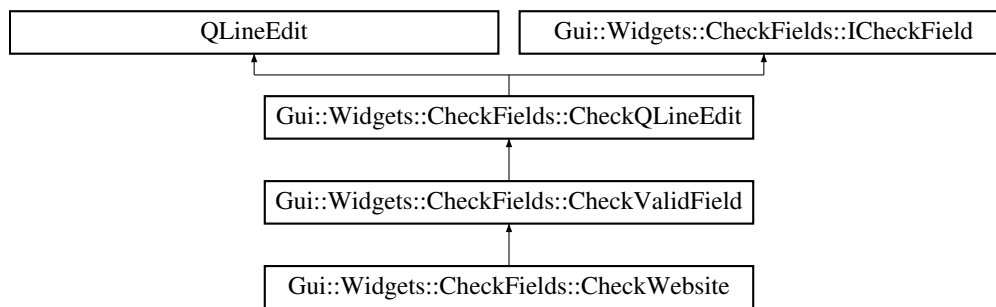 QLineEdit
Gui::Widgets::CheckFields::ICheckField
Gui::Widgets::CheckFields::CheckQLineEdit
Gui::Widgets::CheckFields::CheckValidField
Gui::Widgets::CheckFields::CheckWebsite